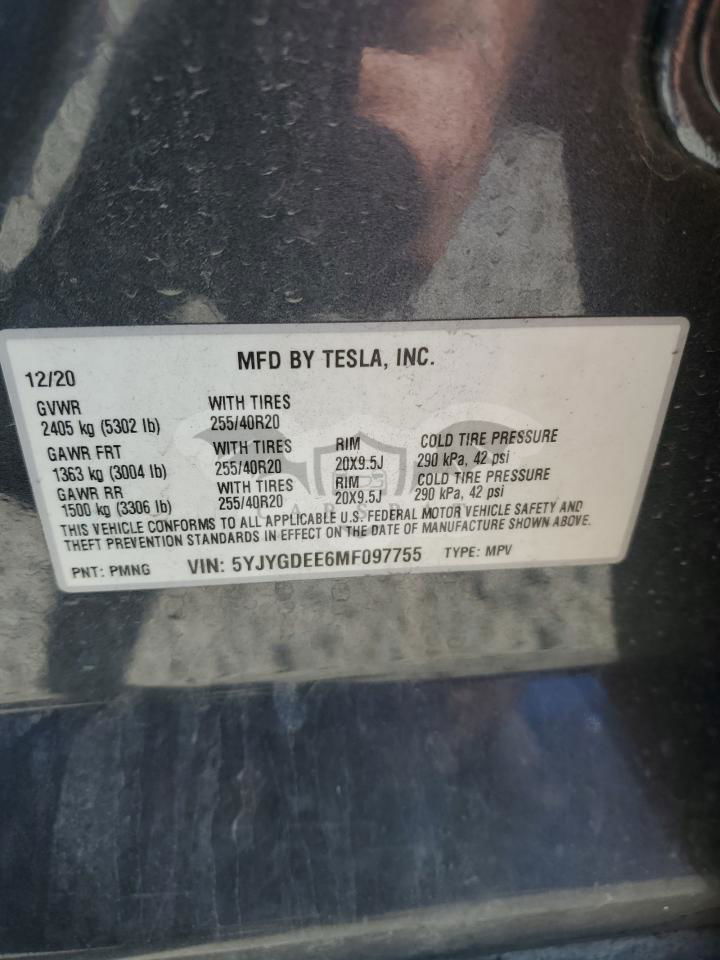 MFD BY TESLA, INC.
12/20
GVWR WITH TIRES
2405 kg (5302 lb) 255/40R20
GAWR FRT WITH TIRES RIM COLD TIRE PRESSURE
1363 kg (3004 lb) 255/40R20 20X9.5J 290 kPa, 42 psi
GAWR RR WITH TIRES RIM COLD TIRE PRESSURE
1500 kg (3306 lb) 255/40R20 20X9.5J 290 kPa, 42 psi
THIS VEHICLE CONFORMS TO ALL APPLICABLE U.S. FEDERAL MOTOR VEHICLE SAFETY AND
THEFT PREVENTION STANDARDS IN EFFECT ON THE DATE OF MANUFACTURE SHOWN ABOVE.
PNT: PMNG VIN: 5YJYGDEE6MF097755 TYPE: MPV